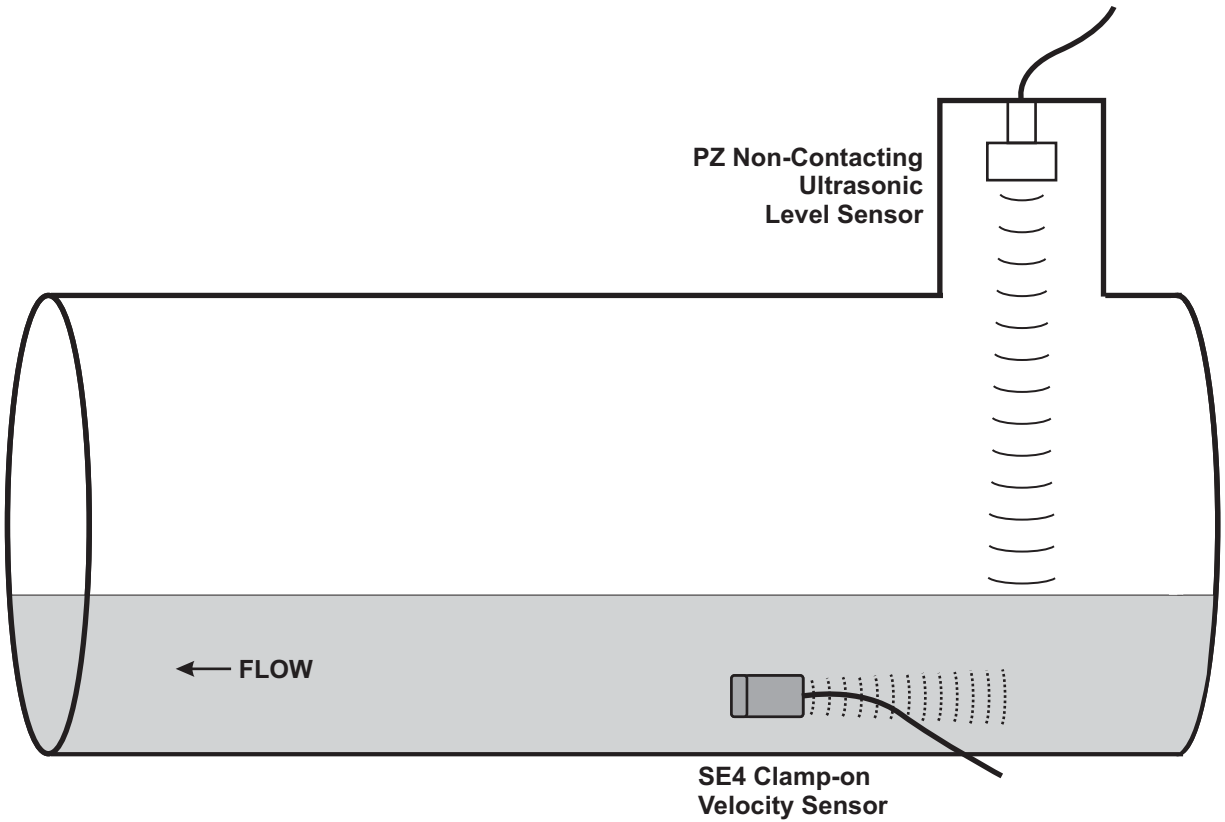 PZ Non-Contacting
Ultrasonic
Level Sensor
FLOW
SE4 Clamp-on
Velocity Sensor